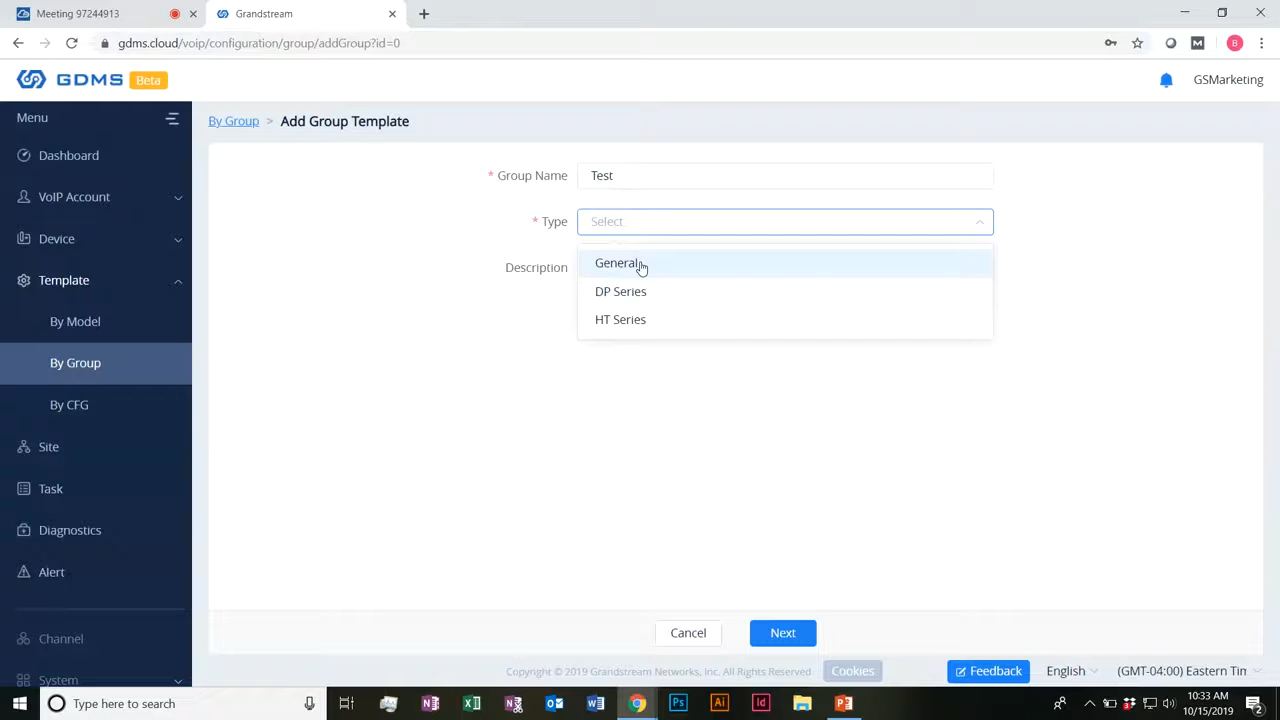 Meeting 97244913
Grandstream
gdms.cloud/voip/configuration/group/addGroup?id=0
M
B
GDMS Beta
GSMarketing
Menu
By Group > Add Group Template
Dashboard
VoIP Account
Device
Template
By Model
By Group
By CFG
Site
Task
Diagnostics
Alert
Channel
System
* Group Name Test
* Type Select
Description
General
DP Series
HT Series
Cancel Next
Copyright © 2019 Grandstream Networks, Inc. All Rights Reserved Cookies Feedback English (GMT-04:00) Eastern Tim
Type here to search
10:33 AM
10/15/2019
2